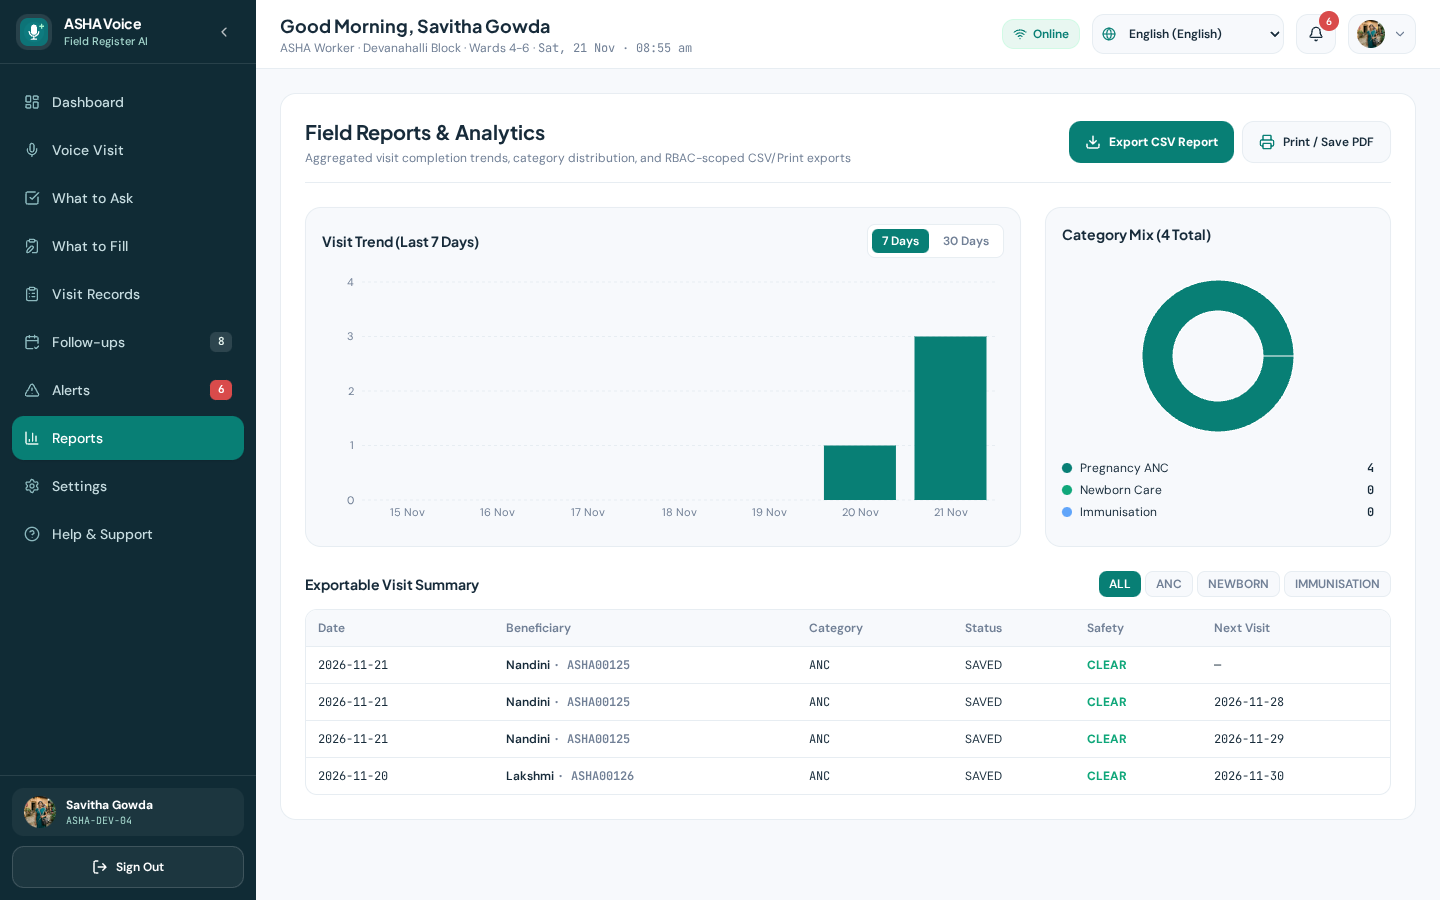 ASHA Voice
Field Register AI
Dashboard
Voice Visit
What to Ask
What to Fill
Visit Records
Follow-ups 8
Alerts 6
Reports
Settings
Help & Support
Savitha Gowda
ASHA-DEV-04
Sign Out
Good Morning, Savitha Gowda
ASHA Worker · Devanahalli Block · Wards 4-6 · Sat, 21 Nov · 08:55 am
Online
English (English)
6
Field Reports & Analytics
Aggregated visit completion trends, category distribution, and RBAC-scoped CSV/Print exports
Export CSV Report
Print / Save PDF
Visit Trend (Last 7 Days)
7 Days 30 Days
4
3
2
1
0
15 Nov 16 Nov 17 Nov 18 Nov 19 Nov 20 Nov 21 Nov
Category Mix (4 Total)
Pregnancy ANC 4
Newborn Care 0
Immunisation 0
Exportable Visit Summary
ALL ANC NEWBORN IMMUNISATION
Date Beneficiary Category Status Safety Next Visit
2026-11-21 Nandini · ASHA00125 ANC SAVED CLEAR —
2026-11-21 Nandini · ASHA00125 ANC SAVED CLEAR 2026-11-28
2026-11-21 Nandini · ASHA00125 ANC SAVED CLEAR 2026-11-29
2026-11-20 Lakshmi · ASHA00126 ANC SAVED CLEAR 2026-11-30